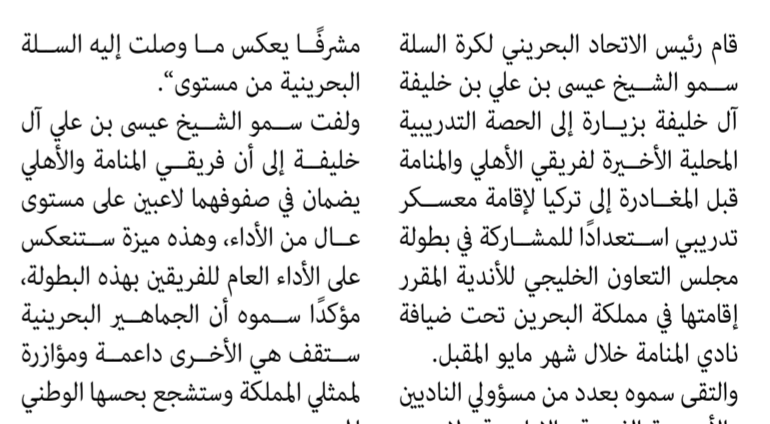 قام رئيس الاتحاد البحريني لكرة السلة
سمو الشيخ عيسى بن علي بن خليفة
آل خليفة بزيارة إلى الحصة التدريبية
المحلية الأخيرة لفريقي الأهلي والمنامة
قبل المغادرة إلى تركيا لإقامة معسكر
تدريبي استعدادًا للمشاركة في بطولة
مجلس التعاون الخليجي للأندية المقرر
إقامتها في مملكة البحرين تحت ضيافة
نادي المنامة خلال شهر مايو المقبل.
والتقى سموه بعدد من مسؤولي الناديين
مشرفًا يعكس ما وصلت إليه السلة
البحرينية من مستوى“.
ولفت سمو الشيخ عيسى بن علي آل
خليفة إلى أن فريقي المنامة والأهلي
يضمان في صفوفهما لاعبين على مستوى
عال من الأداء، وهذه ميزة ستنعكس
على الأداء العام للفريقين بهذه البطولة،
مؤكدًا سموه أن الجماهير البحرينية
ستقف هي الأخرى داعمة ومؤازرة
لممثلي المملكة وستشجع بحسها الوطني